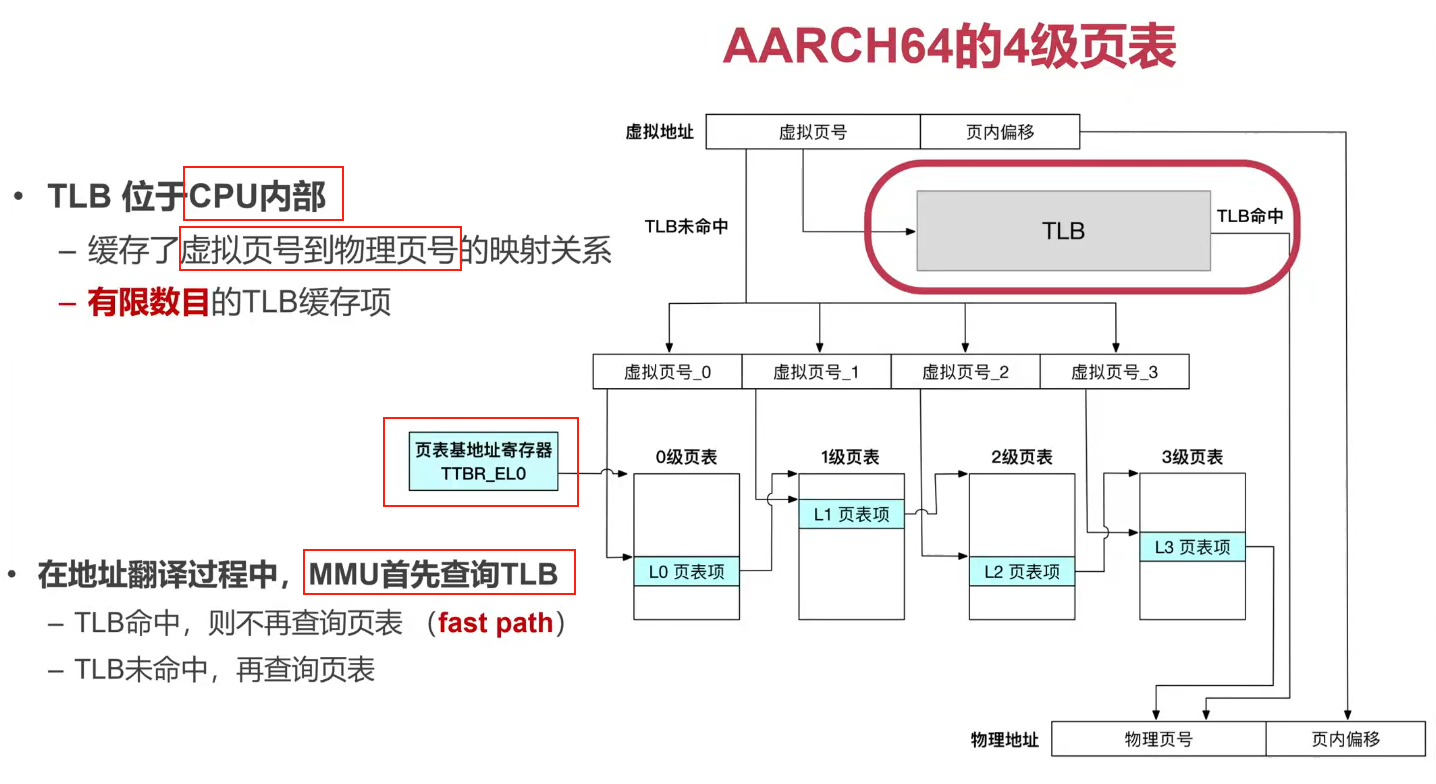 AARCH64的4级页表
• TLB 位于CPU内部
– 缓存了虚拟页号到物理页号的映射关系
– 有限数目的TLB缓存项
• 在地址翻译过程中，MMU首先查询TLB
– TLB命中，则不再查询页表 （fast path）
– TLB未命中，再查询页表
虚拟地址
虚拟页号
页内偏移
TLB未命中
TLB
TLB命中
虚拟页号_0
虚拟页号_1
虚拟页号_2
虚拟页号_3
页表基地址寄存器
TTBR_EL0
0级页表
1级页表
2级页表
3级页表
L0 页表项
L1 页表项
L2 页表项
L3 页表项
物理地址
物理页号
页内偏移